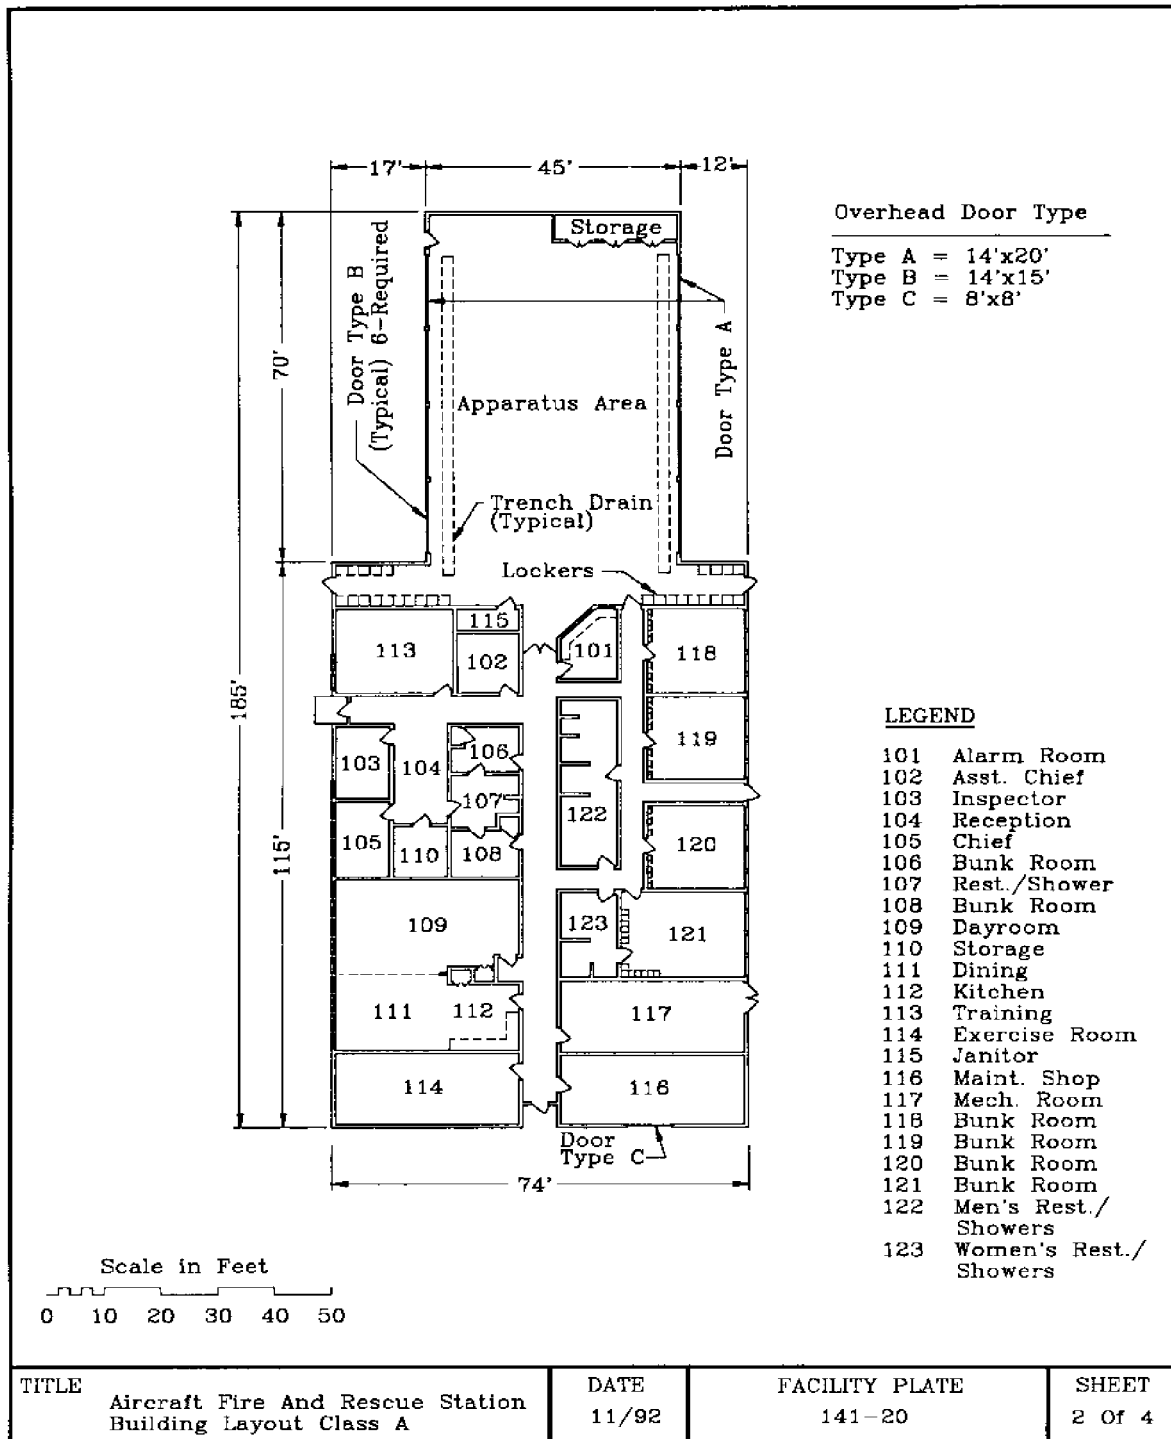 17'
45'
12'
Overhead Door Type
Type A = 14'x20'
Type B = 14'x15'
Type C = 8'x8'
Storage
Door Type B
(Typical) 6-Required
Door Type A
70'
Apparatus Area
Trench Drain
(Typical)
Lockers
185'
115'
115
113
102
101
118
103
104
106
119
107
105
110
108
122
120
109
123
121
111
112
117
114
116
Door
Type C
74'
LEGEND
101 Alarm Room
102 Asst. Chief
103 Inspector
104 Reception
105 Chief
106 Bunk Room
107 Rest./Shower
108 Bunk Room
109 Dayroom
110 Storage
111 Dining
112 Kitchen
113 Training
114 Exercise Room
115 Janitor
116 Maint. Shop
117 Mech. Room
118 Bunk Room
119 Bunk Room
120 Bunk Room
121 Bunk Room
122 Men's Rest./
Showers
123 Women's Rest./
Showers
Scale in Feet
0 10 20 30 40 50
TITLE
Aircraft Fire And Rescue Station
Building Layout Class A
DATE
11/92
FACILITY PLATE
141-20
SHEET
2 Of 4